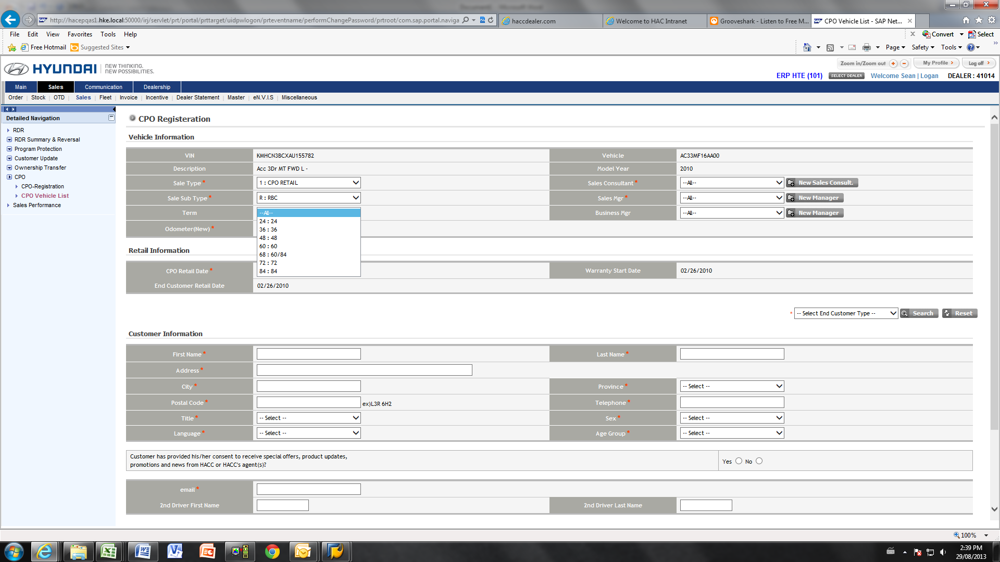 http://hacepqas1.hke.local:50000/irj/servlet/prt/portal/prttarget/uidpwlogon/prteventname/performChangePassword/prtroot/com.sap.portal.naviga
haccdealer.com
Welcome to HAC Intranet
Grooveshark - Listen to Free M...
CPO Vehicle List - SAP Net...
File Edit View Favorites Tools Help
Convert Select
Free Hotmail Suggested Sites
Page Safety Tools
HYUNDAI NEW THINKING.
NEW POSSIBILITIES.
Zoom in/Zoom out My Profile Log off
ERP HTE (101) SELECT DEALER Welcome Sean | Logan DEALER : 41014
Main Sales Communication Dealership
Order Stock OTD Sales Fleet Invoice Incentive Dealer Statement Master eN.V.I.S Miscellaneous
Detailed Navigation
RDR
RDR Summary & Reversal
Program Protection
Customer Update
Ownership Transfer
CPO
CPO-Registration
CPO Vehicle List
Sales Performance
CPO Registeration
Vehicle Information
VIN KMHCN3BCXAU155782 Vehicle AC33MF16AA00
Description Acc 3Dr MT FWD L - Model Year 2010
Sale Type * 1 : CPO RETAIL Sales Consultant * --All-- New Sales Consult.
Sale Sub Type * R : RBC Sales Mgr * --All-- New Manager
Term Business Mgr --All-- New Manager
Odometer(New) *
--All--
24 : 24
36 : 36
48 : 48
60 : 60
68 : 60/84
72 : 72
84 : 84
Retail Information
CPO Retail Date * Warranty Start Date 02/26/2010
End Customer Retail Date 02/26/2010
* -- Select End Customer Type -- Search Reset
Customer Information
First Name * Last Name *
Address *
City * Province * -- Select --
Postal Code * ex)L3R 6H2 Telephone *
Title * -- Select -- Sex * -- Select --
Language * -- Select -- Age Group * -- Select --
Customer has provided his/her consent to receive special offers, product updates,
promotions and news from HACC or HACC's agent(s)?
Yes No
email *
2nd Driver First Name 2nd Driver Last Name
100%
2:39 PM
29/08/2013